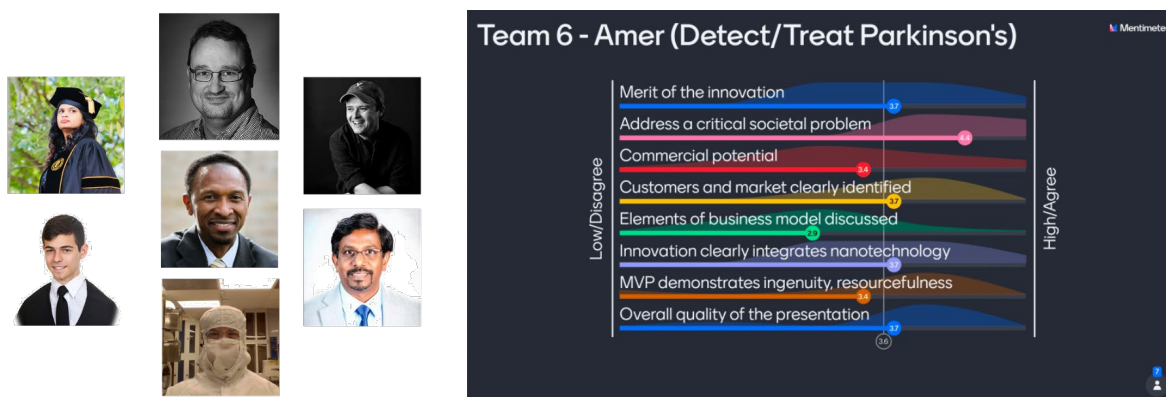 Team 6 - Amer (Detect/Treat Parkinson's)
Mentimete
Low/Disagree
High/Agree
Merit of the innovation
3.7
Address a critical societal problem
4.4
Commercial potential
3.4
Customers and market clearly identified
3.7
Elements of business model discussed
2.9
Innovation clearly integrates nanotechnology
3.7
MVP demonstrates ingenuity, resourcefulness
3.4
Overall quality of the presentation
3.7
3.6
7